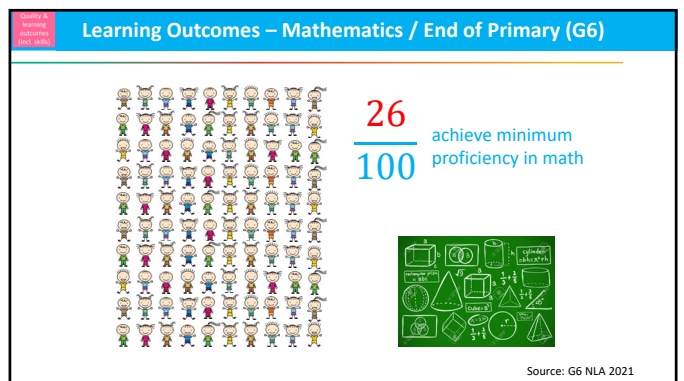 Quality &
learning
outcomes
(incl. skills)
Learning Outcomes – Mathematics / End of Primary (G6)
26
100
achieve minimum
proficiency in math
Source: G6 NLA 2021